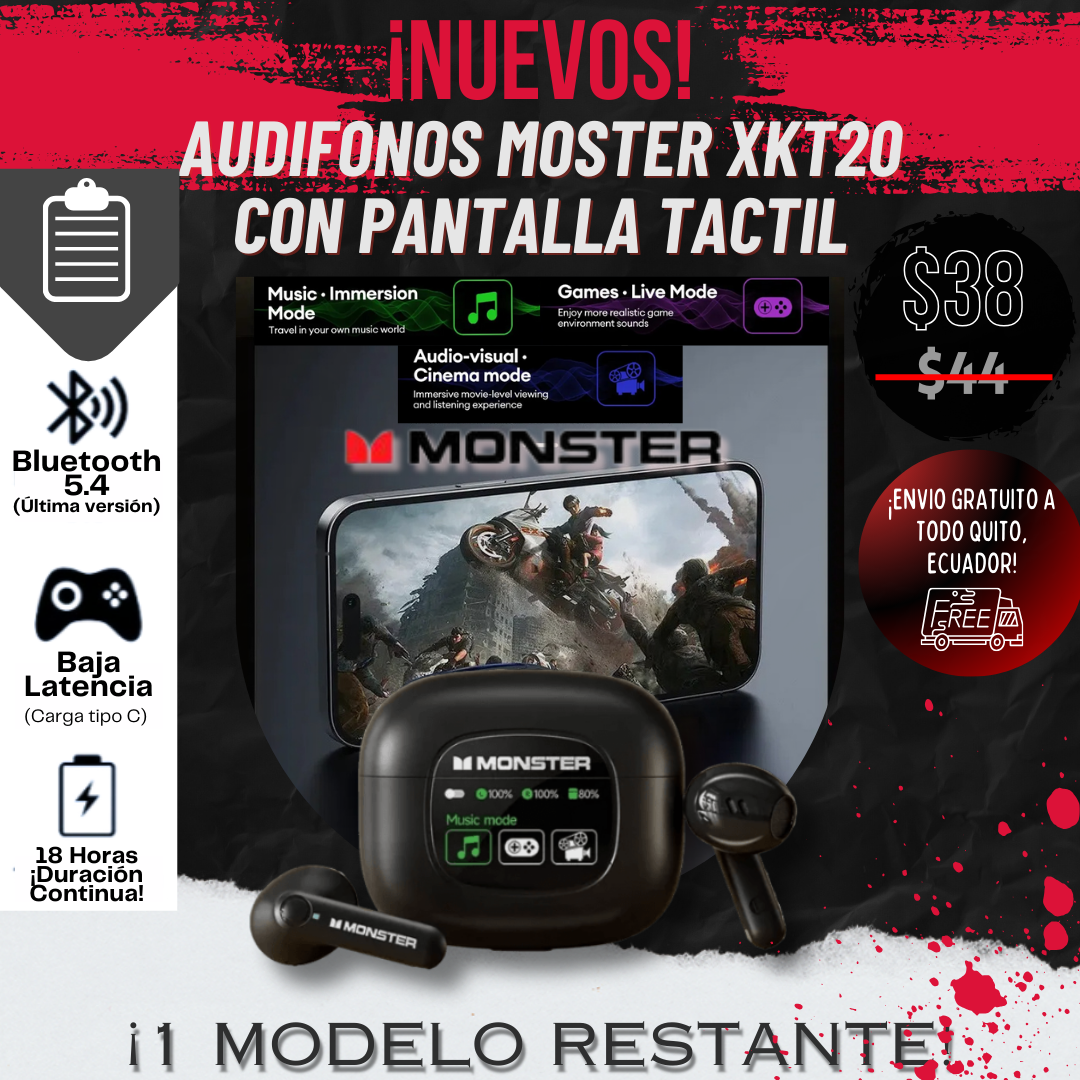 ¡NUEVOS!
AUDIFONOS MOSTER XKT20
CON PANTALLA TACTIL
$38
$44
¡ENVIO GRATUITO A
TODO QUITO,
ECUADOR!
FREE
Bluetooth
5.4
(Última versión)
Baja
Latencia
(Carga tipo C)
18 Horas
¡Duración
Continua!
Music · Immersion
Mode
Travel in your own music world
Games · Live Mode
Enjoy more realistic game
environment sounds
Audio-visual ·
Cinema mode
Immersive movie-level viewing
and listening experience
MONSTER
MONSTER
100% 100% 80%
Music mode
MONSTER
¡1 MODELO RESTANTE!